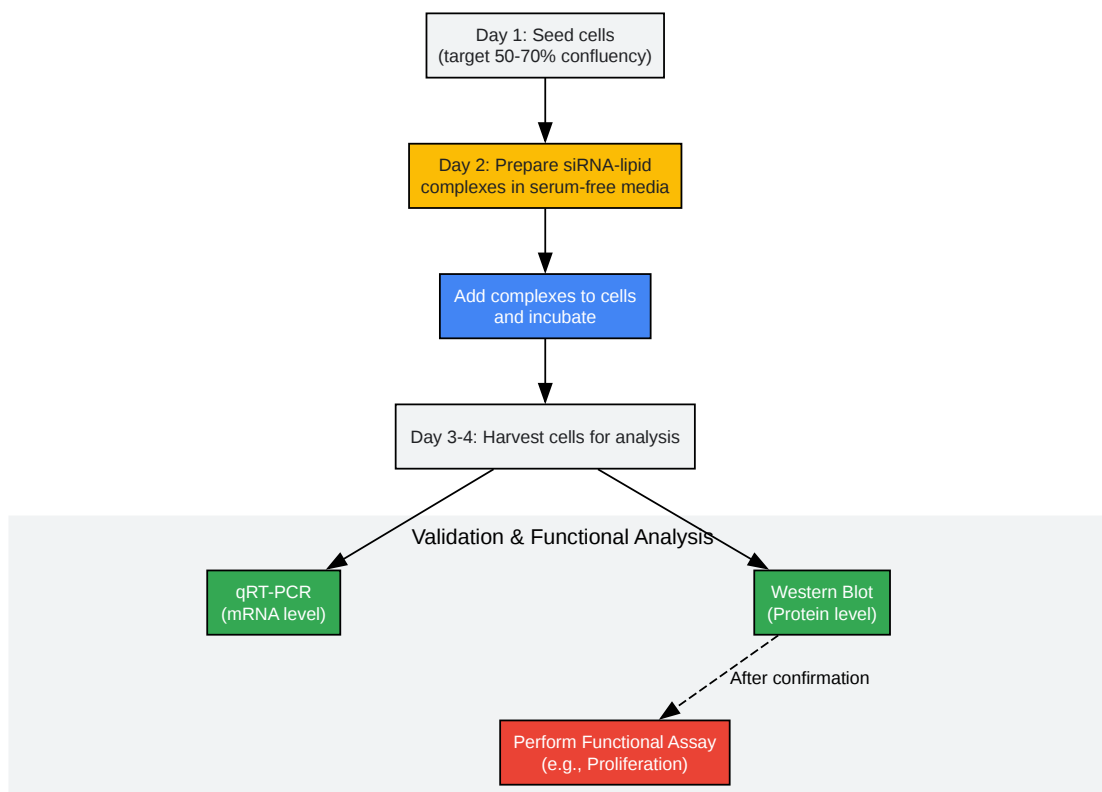 Day 1: Seed cells
(target 50-70% confluency)
Day 2: Prepare siRNA-lipid
complexes in serum-free media
Add complexes to cells
and incubate
Day 3-4: Harvest cells for analysis
Validation & Functional Analysis
qRT-PCR
(mRNA level)
Western Blot
(Protein level)
After confirmation
Perform Functional Assay
(e.g., Proliferation)